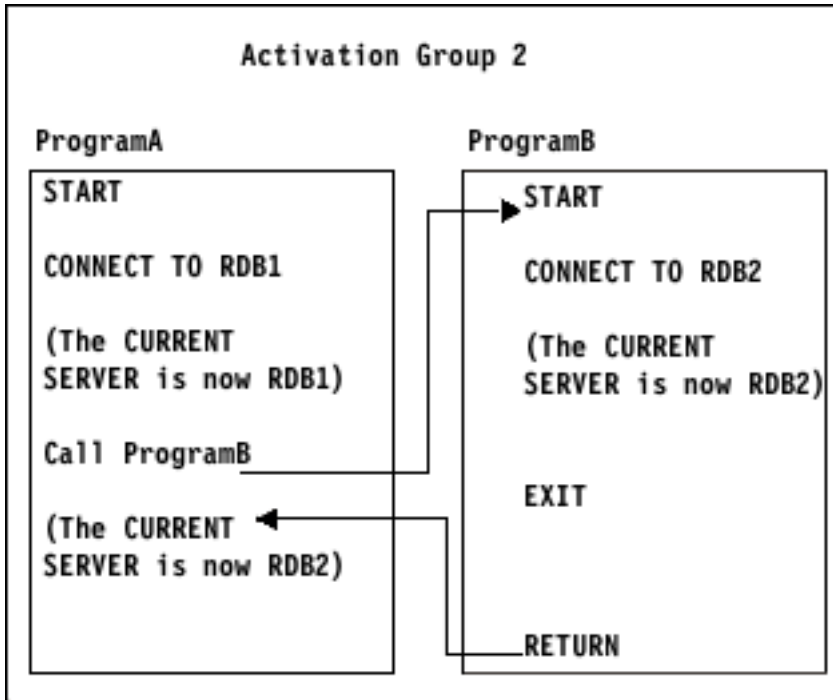 Activation Group 2
ProgramA
START
CONNECT TO RDB1
(The CURRENT
SERVER is now RDB1)
Call ProgramB
(The CURRENT
SERVER is now RDB2)
ProgramB
START
CONNECT TO RDB2
(The CURRENT
SERVER is now RDB2)
EXIT
RETURN